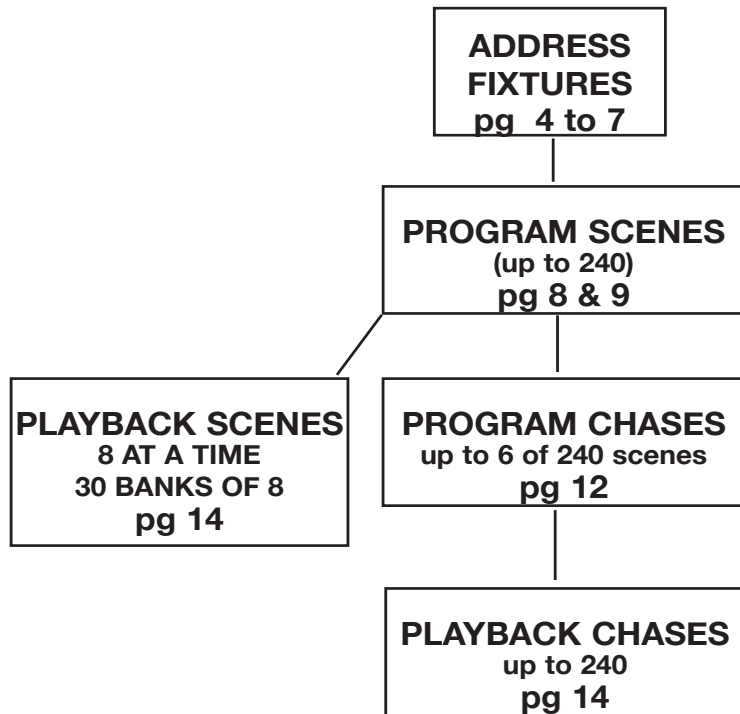 ADDRESS
FIXTURES
pg 4 to 7
PROGRAM SCENES
(up to 240)
pg 8 & 9
PLAYBACK SCENES
8 AT A TIME
30 BANKS OF 8
pg 14
PROGRAM CHASES
up to 6 of 240 scenes
pg 12
PLAYBACK CHASES
up to 240
pg 14